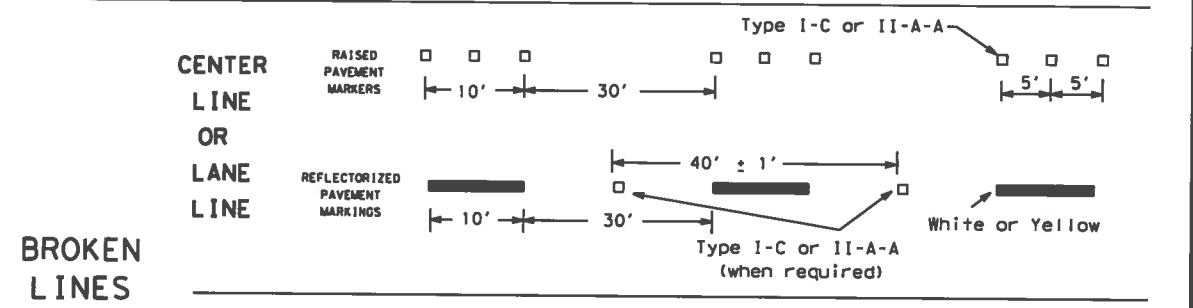 Type I-C or II-A-A
CENTER
LINE
OR
LANE
LINE
RAISED
PAVEMENT
MARKERS
10'
30'
5'
5'
REFLECTORIZED
PAVEMENT
MARKINGS
40' ± 1'
10'
30'
Type I-C or II-A-A
(when required)
White or Yellow
BROKEN
LINES